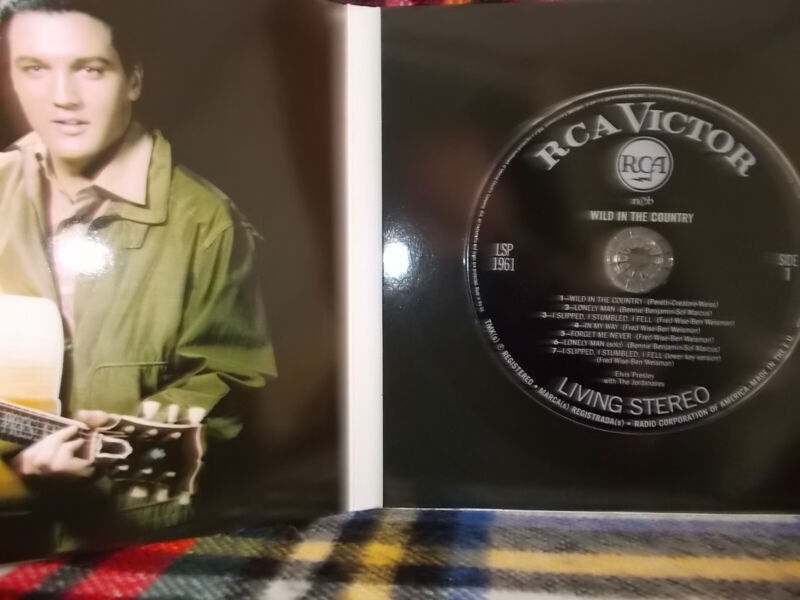 RCA VICTOR
RCA
WILD IN THE COUNTRY
LSP
1961
SIDE
1
1—WILD IN THE COUNTRY (Peretti-Creatore-Weiss)
2—LONELY MAN (Bennie Benjamin-Sol Marcus)
3—I SLIPPED, I STUMBLED, I FELL (Fred Wise-Ben Weisman)
4—IN MY WAY (Fred Wise-Ben Weisman)
5—FORGET ME NEVER (Fred Wise-Ben Weisman)
6—LONELY MAN (solo) (Bennie Benjamin-Sol Marcus)
7—I SLIPPED, I STUMBLED, I FELL (lower key version)
(Fred Wise-Ben Weisman)
Elvis Presley
with The Jordanaires
LIVING STEREO
TMK(s) ® REGISTERED • MARCA(s) REGISTRADA(s) • RADIO CORPORATION OF AMERICA. MADE IN THE E.U.